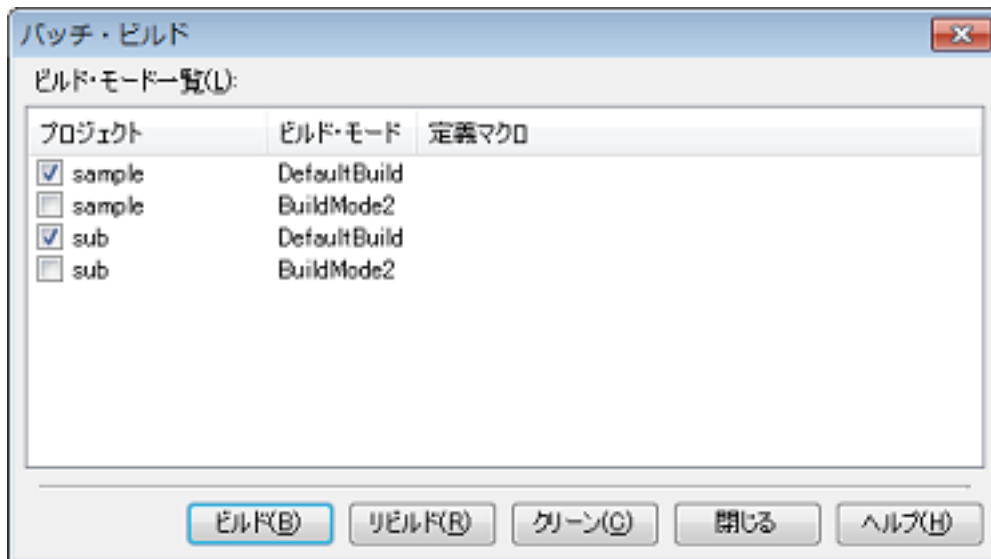 バッチ・ビルド
ビルド・モード一覧(L):
プロジェクト ビルド・モード 定義マクロ
sample DefaultBuild
sample BuildMode2
sub DefaultBuild
sub BuildMode2
ビルド(B) リビルド(R) クリーン(C) 閉じる ヘルプ(H)